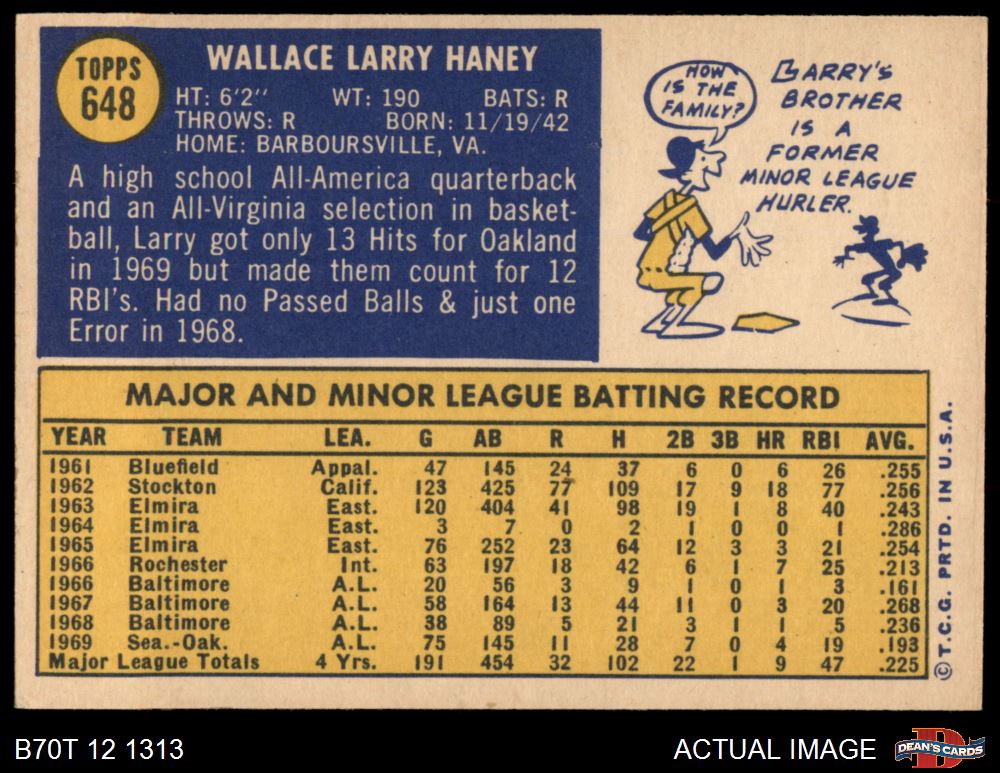 TOPPS
648
WALLACE LARRY HANEY
HT: 6'2" WT: 190 BATS: R
THROWS: R BORN: 11/19/42
HOME: BARBOURSVILLE, VA.
A high school All-America quarterback
and an All-Virginia selection in basket-
ball, Larry got only 13 Hits for Oakland
in 1969 but made them count for 12
RBI's. Had no Passed Balls & just one
Error in 1968.
HOW
IS THE
FAMILY?
LARRY'S
BROTHER
IS A
FORMER
MINOR LEAGUE
HURLER.
MAJOR AND MINOR LEAGUE BATTING RECORD
YEAR TEAM LEA. G AB R H 2B 3B HR RBI AVG.
1961 Bluefield Appal. 47 145 24 37 6 0 6 26 .255
1962 Stockton Calif. 123 425 77 109 17 9 18 77 .256
1963 Elmira East. 120 404 41 98 19 1 8 40 .243
1964 Elmira East. 3 7 0 2 1 0 0 1 .286
1965 Elmira East. 76 252 23 64 12 3 3 21 .254
1966 Rochester Int. 63 197 18 42 6 1 7 25 .213
1966 Baltimore A.L. 20 56 3 9 1 0 1 3 .161
1967 Baltimore A.L. 58 164 13 44 11 0 3 20 .268
1968 Baltimore A.L. 38 89 5 21 3 1 1 5 .236
1969 Sea.-Oak. A.L. 75 145 11 28 7 0 4 19 .193
Major League Totals 4 Yrs. 191 454 32 102 22 1 9 47 .225
© T.C.G. PRTD. IN U.S.A.
B70T 12 1313
ACTUAL IMAGE
D
DEAN'S CARDS